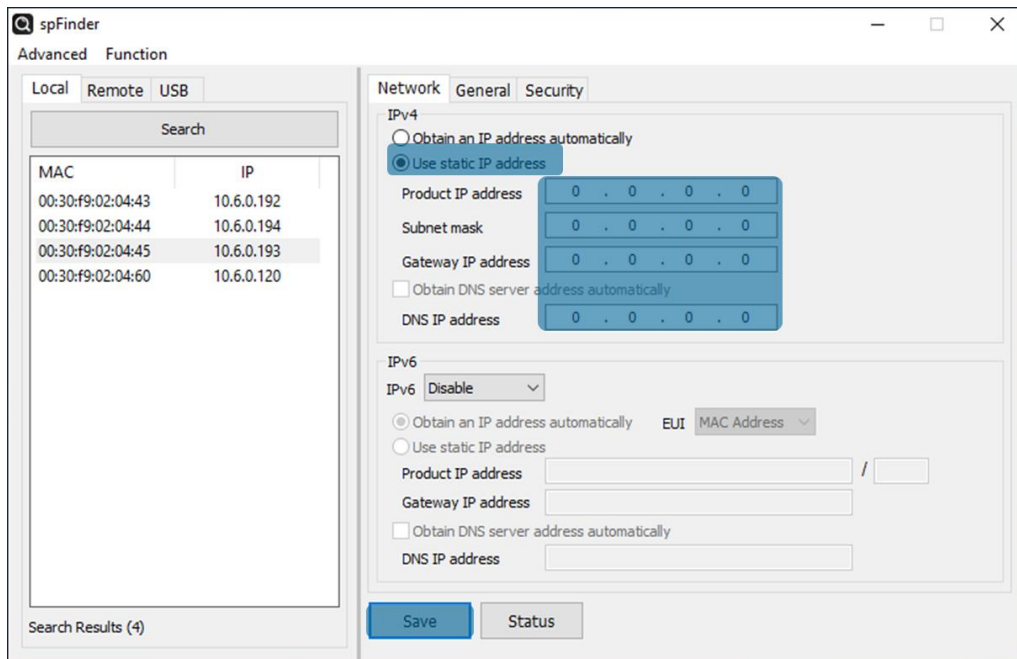 spFinder
Advanced Function
Local Remote USB
Search
MAC IP
00:30:f9:02:04:43 10.6.0.192
00:30:f9:02:04:44 10.6.0.194
00:30:f9:02:04:45 10.6.0.193
00:30:f9:02:04:60 10.6.0.120
Search Results (4)
Network General Security
IPv4
Obtain an IP address automatically
Use static IP address
Product IP address 0 . 0 . 0 . 0
Subnet mask 0 . 0 . 0 . 0
Gateway IP address 0 . 0 . 0 . 0
Obtain DNS server address automatically
DNS IP address 0 . 0 . 0 . 0
IPv6
IPv6 Disable
Obtain an IP address automatically EUI MAC Address
Use static IP address
Product IP address /
Gateway IP address
Obtain DNS server address automatically
DNS IP address
Save Status